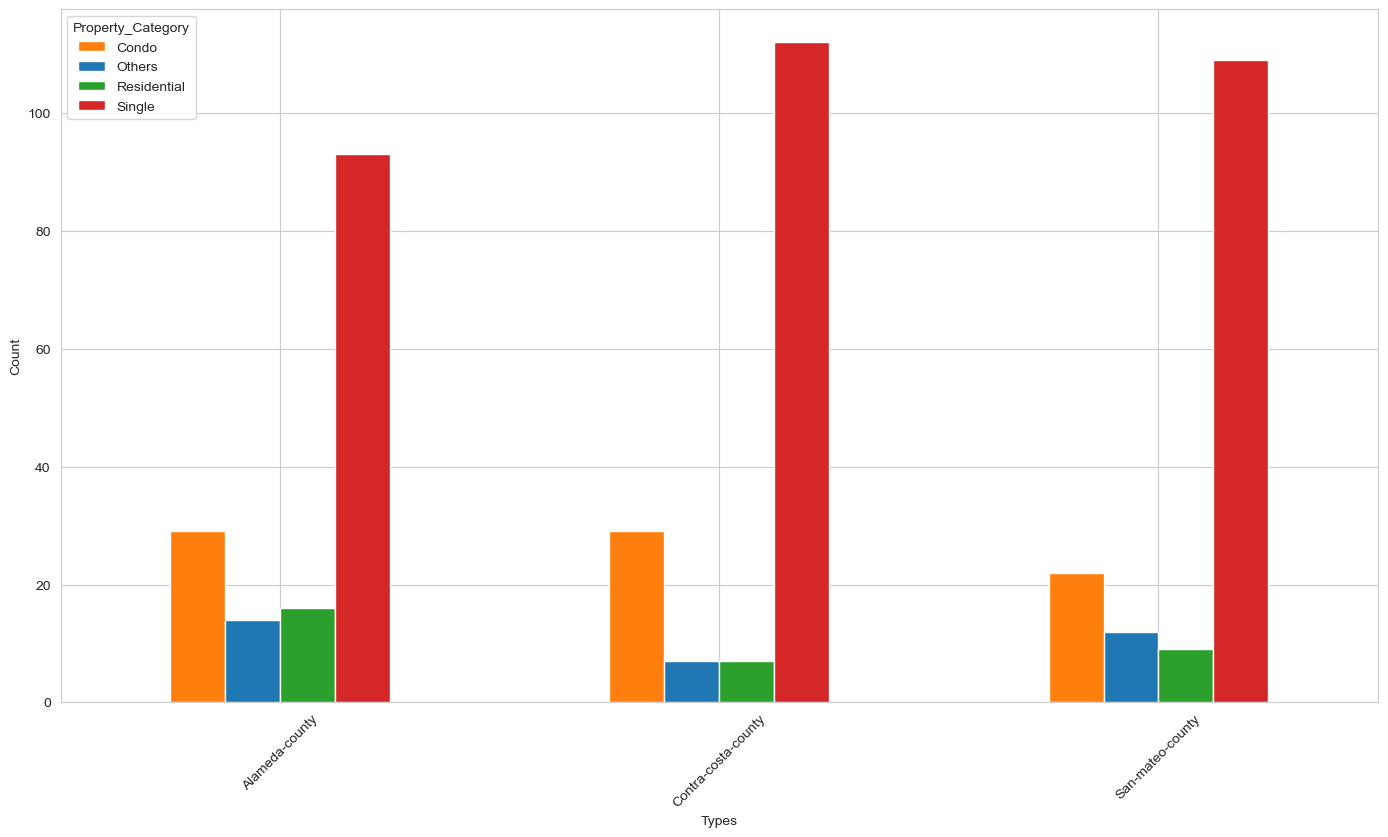 Property_Category
Condo
Others
Residential
Single
100
80
60
40
20
0
Count
Alameda-county
Contra-costa-county
San-mateo-county
Types